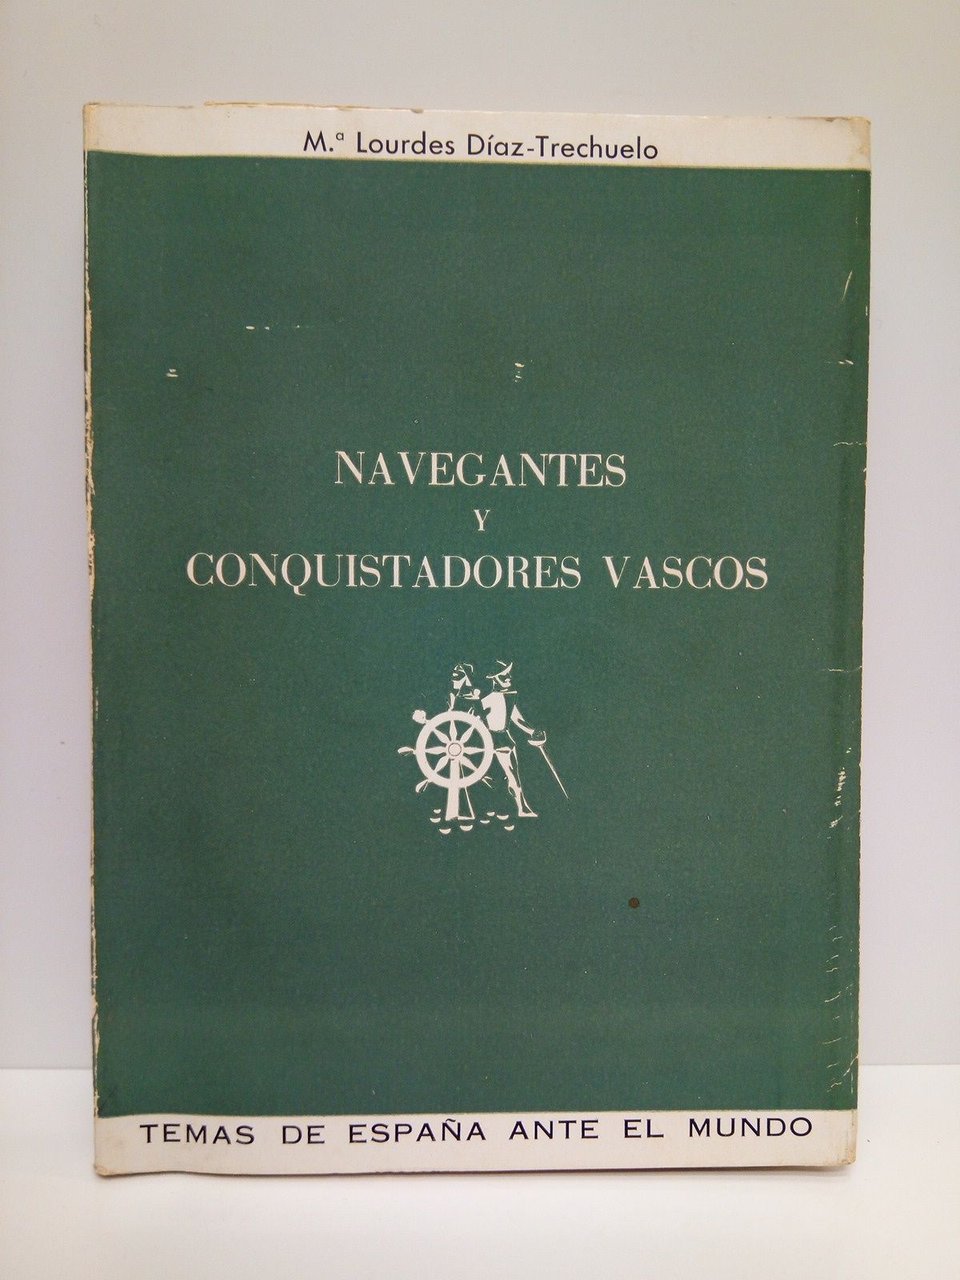 M.ª Lourdes Díaz-Trechuelo
NAVEGANTES
Y
CONQUISTADORES VASCOS
TEMAS DE ESPAÑA ANTE EL MUNDO